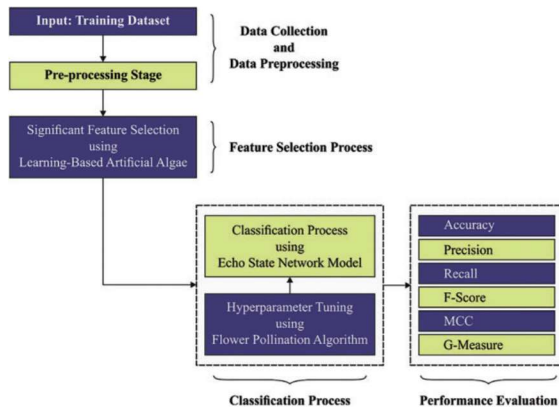 Input: Training Dataset
Data Collection
and
Data Preprocessing
Pre-processing Stage
Significant Feature Selection
using
Learning-Based Artificial Algae
Feature Selection Process
Classification Process
using
Echo State Network Model
Hyperparameter Tuning
using
Flower Pollination Algorithm
Accuracy
Precision
Recall
F-Score
MCC
G-Measure
Classification Process
Performance Evaluation